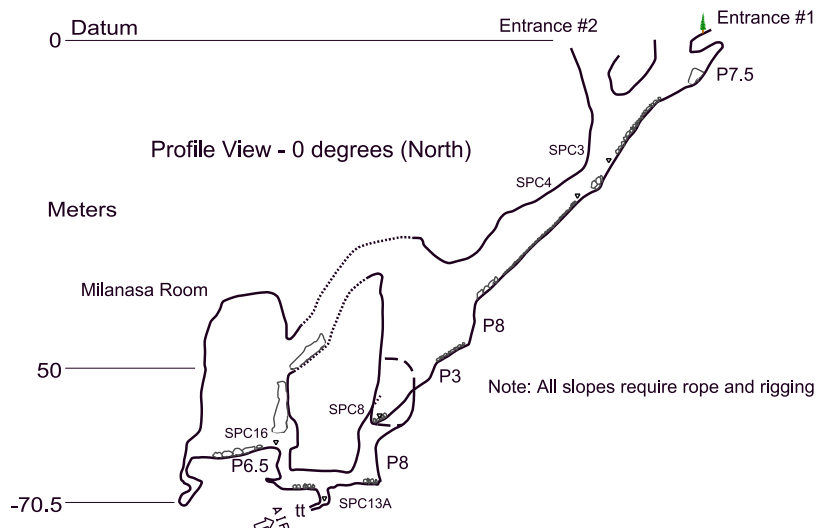 Datum
Entrance #2
Entrance #1
0
P7.5
Profile View - 0 degrees (North)
SPC3
SPC4
Meters
Milanasa Room
P8
50
P3
Note: All slopes require rope and rigging
SPC8
SPC16
P6.5
P8
-70.5
SPC13A
tt
AIR